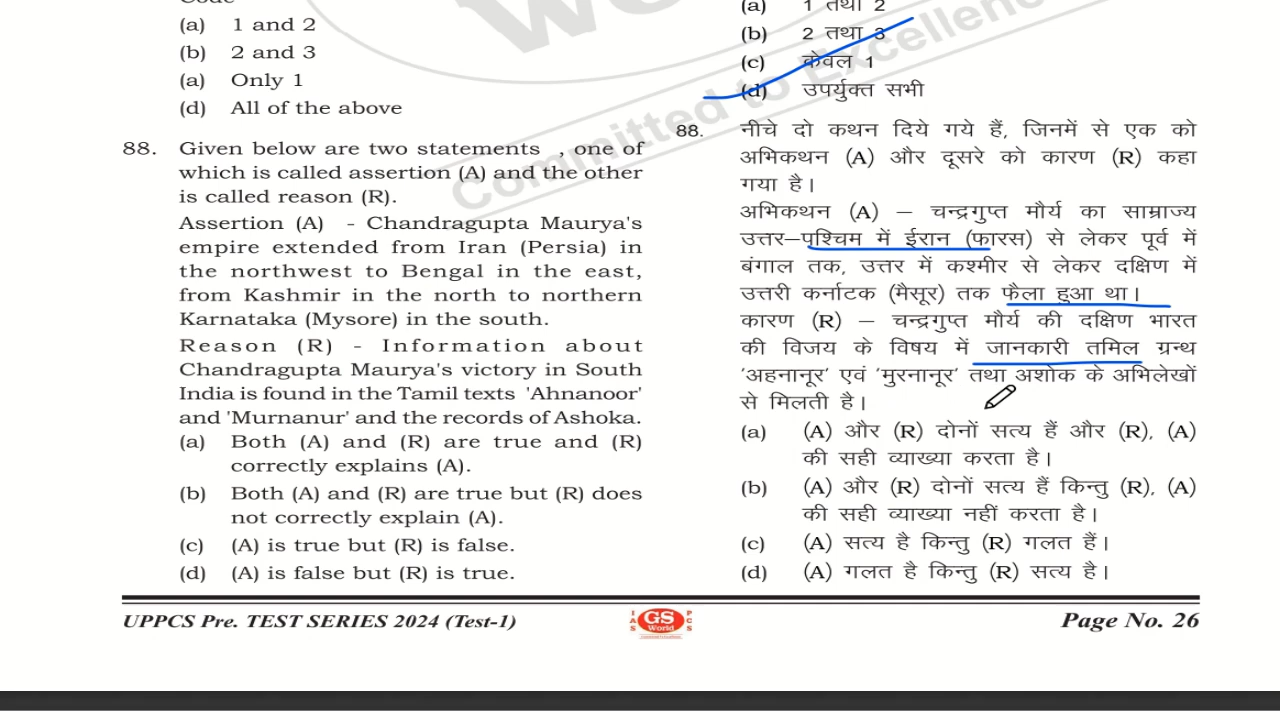 Code
(a) 1 and 2
(b) 2 and 3
(a) Only 1
(d) All of the above
88. Given below are two statements , one of
which is called assertion (A) and the other
is called reason (R).
Assertion (A) - Chandragupta Maurya's
empire extended from Iran (Persia) in
the northwest to Bengal in the east,
from Kashmir in the north to northern
Karnataka (Mysore) in the south.
Reason (R) - Information about
Chandragupta Maurya's victory in South
India is found in the Tamil texts 'Ahnanoor'
and 'Murnanur' and the records of Ashoka.
(a) Both (A) and (R) are true and (R)
correctly explains (A).
(b) Both (A) and (R) are true but (R) does
not correctly explain (A).
(c) (A) is true but (R) is false.
(d) (A) is false but (R) is true.
(a) 1 तथा 2
(b) 2 तथा 3
(c) केवल 1
(d) उपर्युक्त सभी
88. नीचे दो कथन दिये गये हैं, जिनमें से एक को
अभिकथन (A) और दूसरे को कारण (R) कहा
गया है।
अभिकथन (A) – चन्द्रगुप्त मौर्य का साम्राज्य
उत्तर–पश्चिम में ईरान (फारस) से लेकर पूर्व में
बंगाल तक, उत्तर में कश्मीर से लेकर दक्षिण में
उत्तरी कर्नाटक (मैसूर) तक फैला हुआ था।
कारण (R) – चन्द्रगुप्त मौर्य की दक्षिण भारत
की विजय के विषय में जानकारी तमिल ग्रन्थ
'अहनानूर' एवं 'मुरनानूर' तथा अशोक के अभिलेखों
से मिलती है।
(a) (A) और (R) दोनों सत्य हैं और (R), (A)
की सही व्याख्या करता है।
(b) (A) और (R) दोनों सत्य हैं किन्तु (R), (A)
की सही व्याख्या नहीं करता है।
(c) (A) सत्य है किन्तु (R) गलत हैं।
(d) (A) गलत है किन्तु (R) सत्य है।
Committed to Excellence
UPPCS Pre. TEST SERIES 2024 (Test-1)
IAS
GS
World
PCS
Page No. 26